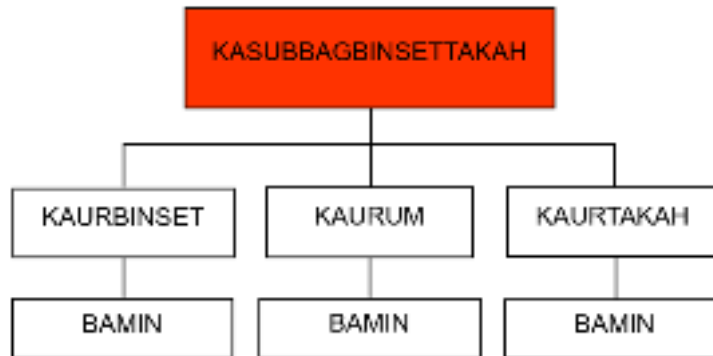 KASUBBAGBINSETTAKAH
KAURBINSET
KAURUM
KAURTAKAH
BAMIN
BAMIN
BAMIN